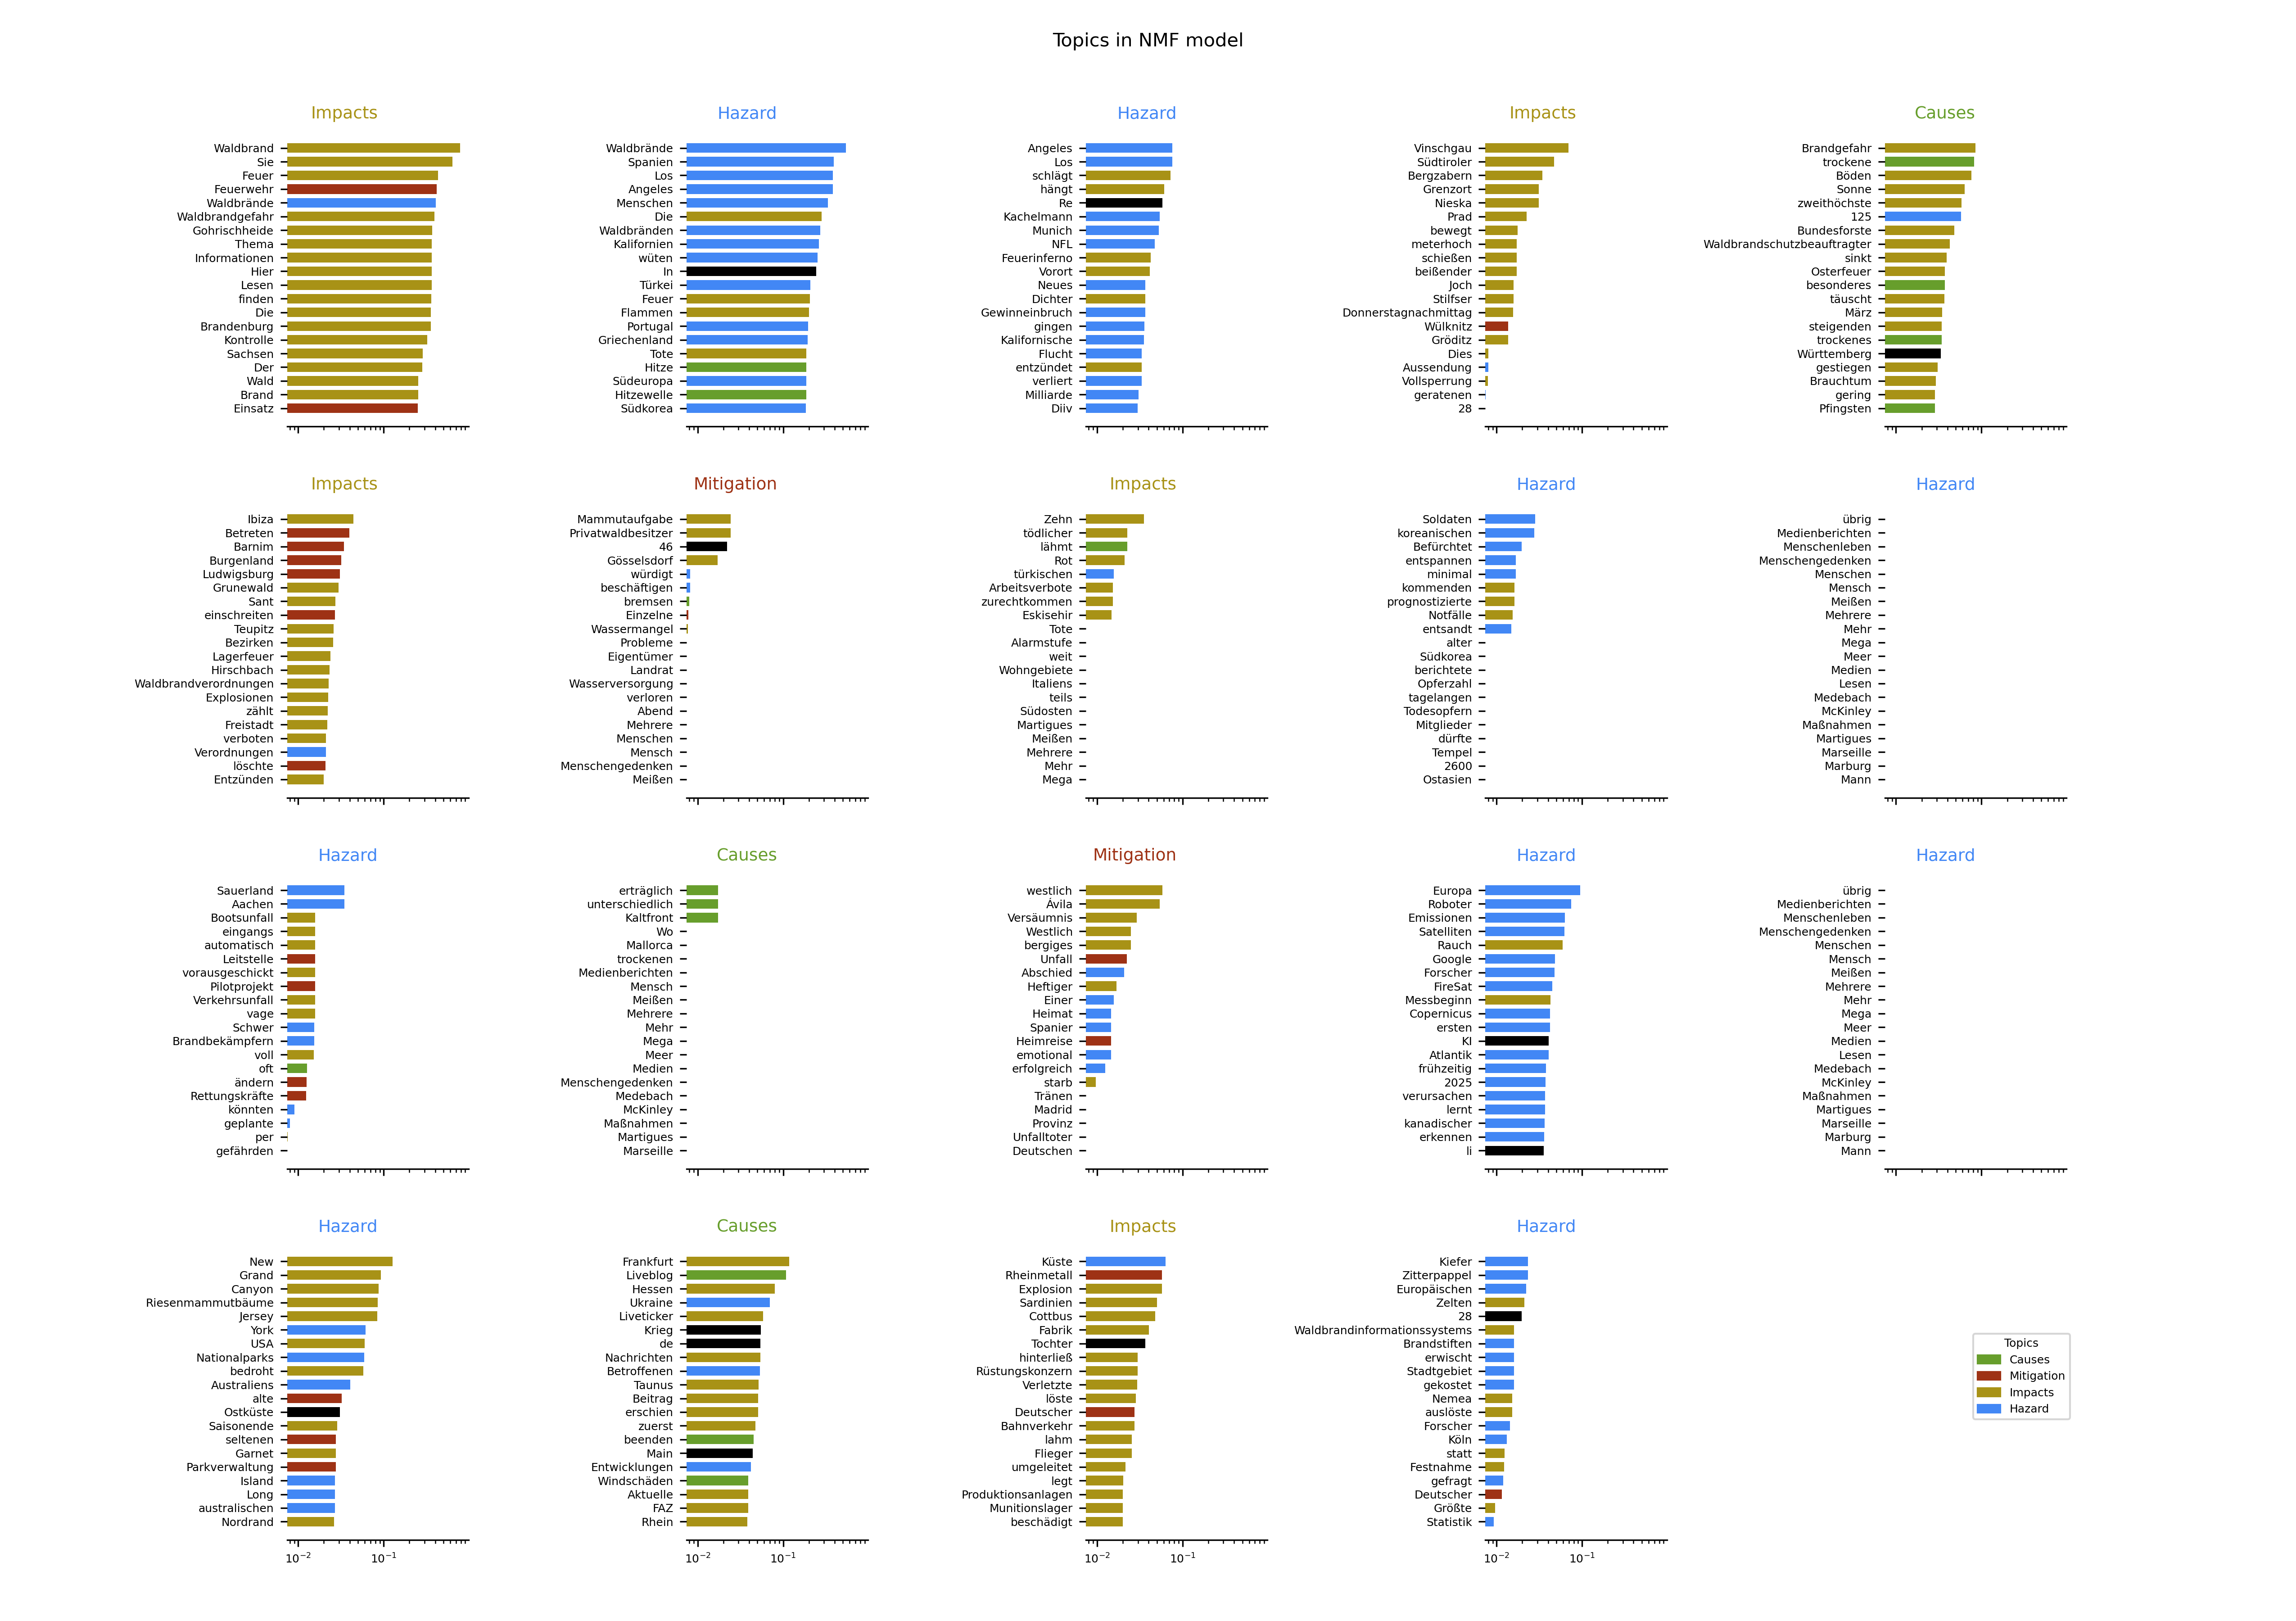 Topics in NMF model
Impacts
Waldbrand
Sie
Feuer
Feuerwehr
Waldbrände
Waldbrandgefahr
Gohrischheide
Thema
Informationen
Hier
Lesen
finden
Die
Brandenburg
Kontrolle
Sachsen
Der
Wald
Brand
Einsatz
Hazard
Waldbrände
Spanien
Los
Angeles
Menschen
Die
Waldbränden
Kalifornien
wüten
In
Türkei
Feuer
Flammen
Portugal
Griechenland
Tote
Hitze
Südeuropa
Hitzewelle
Südkorea
Hazard
Angeles
Los
schlägt
hängt
Re
Kachelmann
Munich
NFL
Feuerinferno
Vorort
Neues
Dichter
Gewinneinbruch
gingen
Kalifornische
Flucht
entzündet
verliert
Milliarde
Diiv
Impacts
Vinschgau
Südtiroler
Bergzabern
Grenzort
Nieska
Prad
bewegt
meterhoch
schießen
beißender
Joch
Stilfser
Donnerstagnachmittag
Wülknitz
Gröditz
Dies
Aussendung
Vollsperrung
geratenen
28
Causes
Brandgefahr
trockene
Böden
Sonne
zweithöchste
125
Bundesforste
Waldbrandschutzbeauftragter
sinkt
Osterfeuer
besonderes
täuscht
März
steigenden
trockenes
Württemberg
gestiegen
Brauchtum
gering
Pfingsten
Impacts
Ibiza
Betreten
Barnim
Burgenland
Ludwigsburg
Grunewald
Sant
einschreiten
Teupitz
Bezirken
Lagerfeuer
Hirschbach
Waldbrandverordnungen
Explosionen
zählt
Freistadt
verboten
Verordnungen
löschte
Entzünden
Mitigation
Mammutaufgabe
Privatwaldbesitzer
46
Gösselsdorf
würdigt
beschäftigen
bremsen
Einzelne
Wassermangel
Probleme
Eigentümer
Landrat
Wasserversorgung
verloren
Abend
Mehrere
Menschen
Mensch
Menschengedenken
Meißen
Impacts
Zehn
tödlicher
lähmt
Rot
türkischen
Arbeitsverbote
zurechtkommen
Eskisehir
Tote
Alarmstufe
weit
Wohngebiete
Italiens
teils
Südosten
Martigues
Meißen
Mehrere
Mehr
Mega
Hazard
Soldaten
koreanischen
Befürchtet
entspannen
minimal
kommenden
prognostizierte
Notfälle
entsandt
alter
Südkorea
berichtete
Opferzahl
tagelangen
Todesopfern
Mitglieder
dürfte
Tempel
2600
Ostasien
Hazard
übrig
Medienberichten
Menschenleben
Menschengedenken
Menschen
Mensch
Meißen
Mehrere
Mehr
Mega
Meer
Medien
Lesen
Medebach
McKinley
Maßnahmen
Martigues
Marseille
Marburg
Mann
Hazard
Sauerland
Aachen
Bootsunfall
eingangs
automatisch
Leitstelle
vorausgeschickt
Pilotprojekt
Verkehrsunfall
vage
Schwer
Brandbekämpfern
voll
oft
ändern
Rettungskräfte
könnten
geplante
per
gefährden
Causes
erträglich
unterschiedlich
Kaltfront
Wo
Mallorca
trockenen
Medienberichten
Mensch
Meißen
Mehrere
Mehr
Mega
Meer
Medien
Menschengedenken
Medebach
McKinley
Maßnahmen
Martigues
Marseille
Mitigation
westlich
Ávila
Versäumnis
Westlich
bergiges
Unfall
Abschied
Heftiger
Einer
Heimat
Spanier
Heimreise
emotional
erfolgreich
starb
Tränen
Madrid
Provinz
Unfalltoter
Deutschen
Hazard
Europa
Roboter
Emissionen
Satelliten
Rauch
Google
Forscher
FireSat
Messbeginn
Copernicus
ersten
KI
Atlantik
frühzeitig
2025
verursachen
lernt
kanadischer
erkennen
li
Hazard
übrig
Medienberichten
Menschenleben
Menschengedenken
Menschen
Mensch
Meißen
Mehrere
Mehr
Mega
Meer
Medien
Lesen
Medebach
McKinley
Maßnahmen
Martigues
Marseille
Marburg
Mann
Hazard
New
Grand
Canyon
Riesenmammutbäume
Jersey
York
USA
Nationalparks
bedroht
Australiens
alte
Ostküste
Saisonende
seltenen
Garnet
Parkverwaltung
Island
Long
australischen
Nordrand
10⁻² 10⁻¹
Causes
Frankfurt
Liveblog
Hessen
Ukraine
Liveticker
Krieg
de
Nachrichten
Betroffenen
Taunus
Beitrag
erschien
zuerst
beenden
Main
Entwicklungen
Windschäden
Aktuelle
FAZ
Rhein
10⁻² 10⁻¹
Impacts
Küste
Rheinmetall
Explosion
Sardinien
Cottbus
Fabrik
Tochter
hinterließ
Rüstungskonzern
Verletzte
löste
Deutscher
Bahnverkehr
lahm
Flieger
umgeleitet
legt
Produktionsanlagen
Munitionslager
beschädigt
10⁻² 10⁻¹
Hazard
Kiefer
Zitterpappel
Europäischen
Zelten
28
Waldbrandinformationssystems
Brandstiften
erwischt
Stadtgebiet
gekostet
Nemea
auslöste
Forscher
Köln
statt
Festnahme
gefragt
Deutscher
Größte
Statistik
10⁻² 10⁻¹
Topics
Causes
Mitigation
Impacts
Hazard